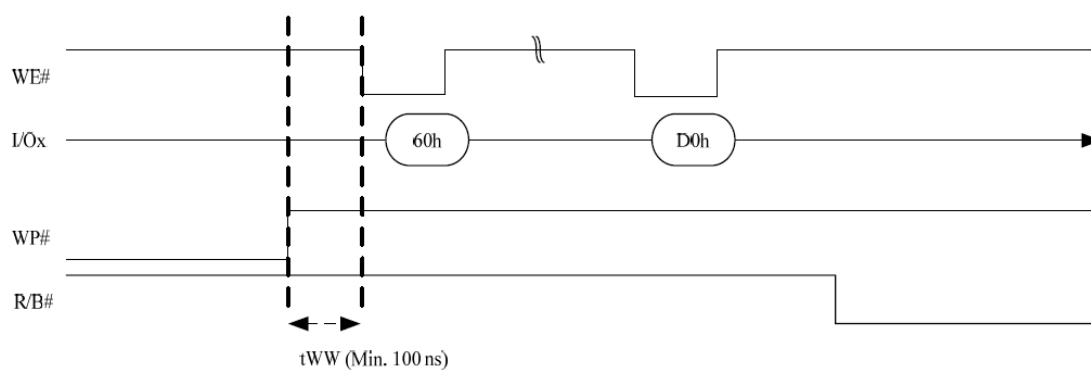 WE#
I/Ox
60h
D0h
WP#
R/B#
tWW (Min. 100 ns)